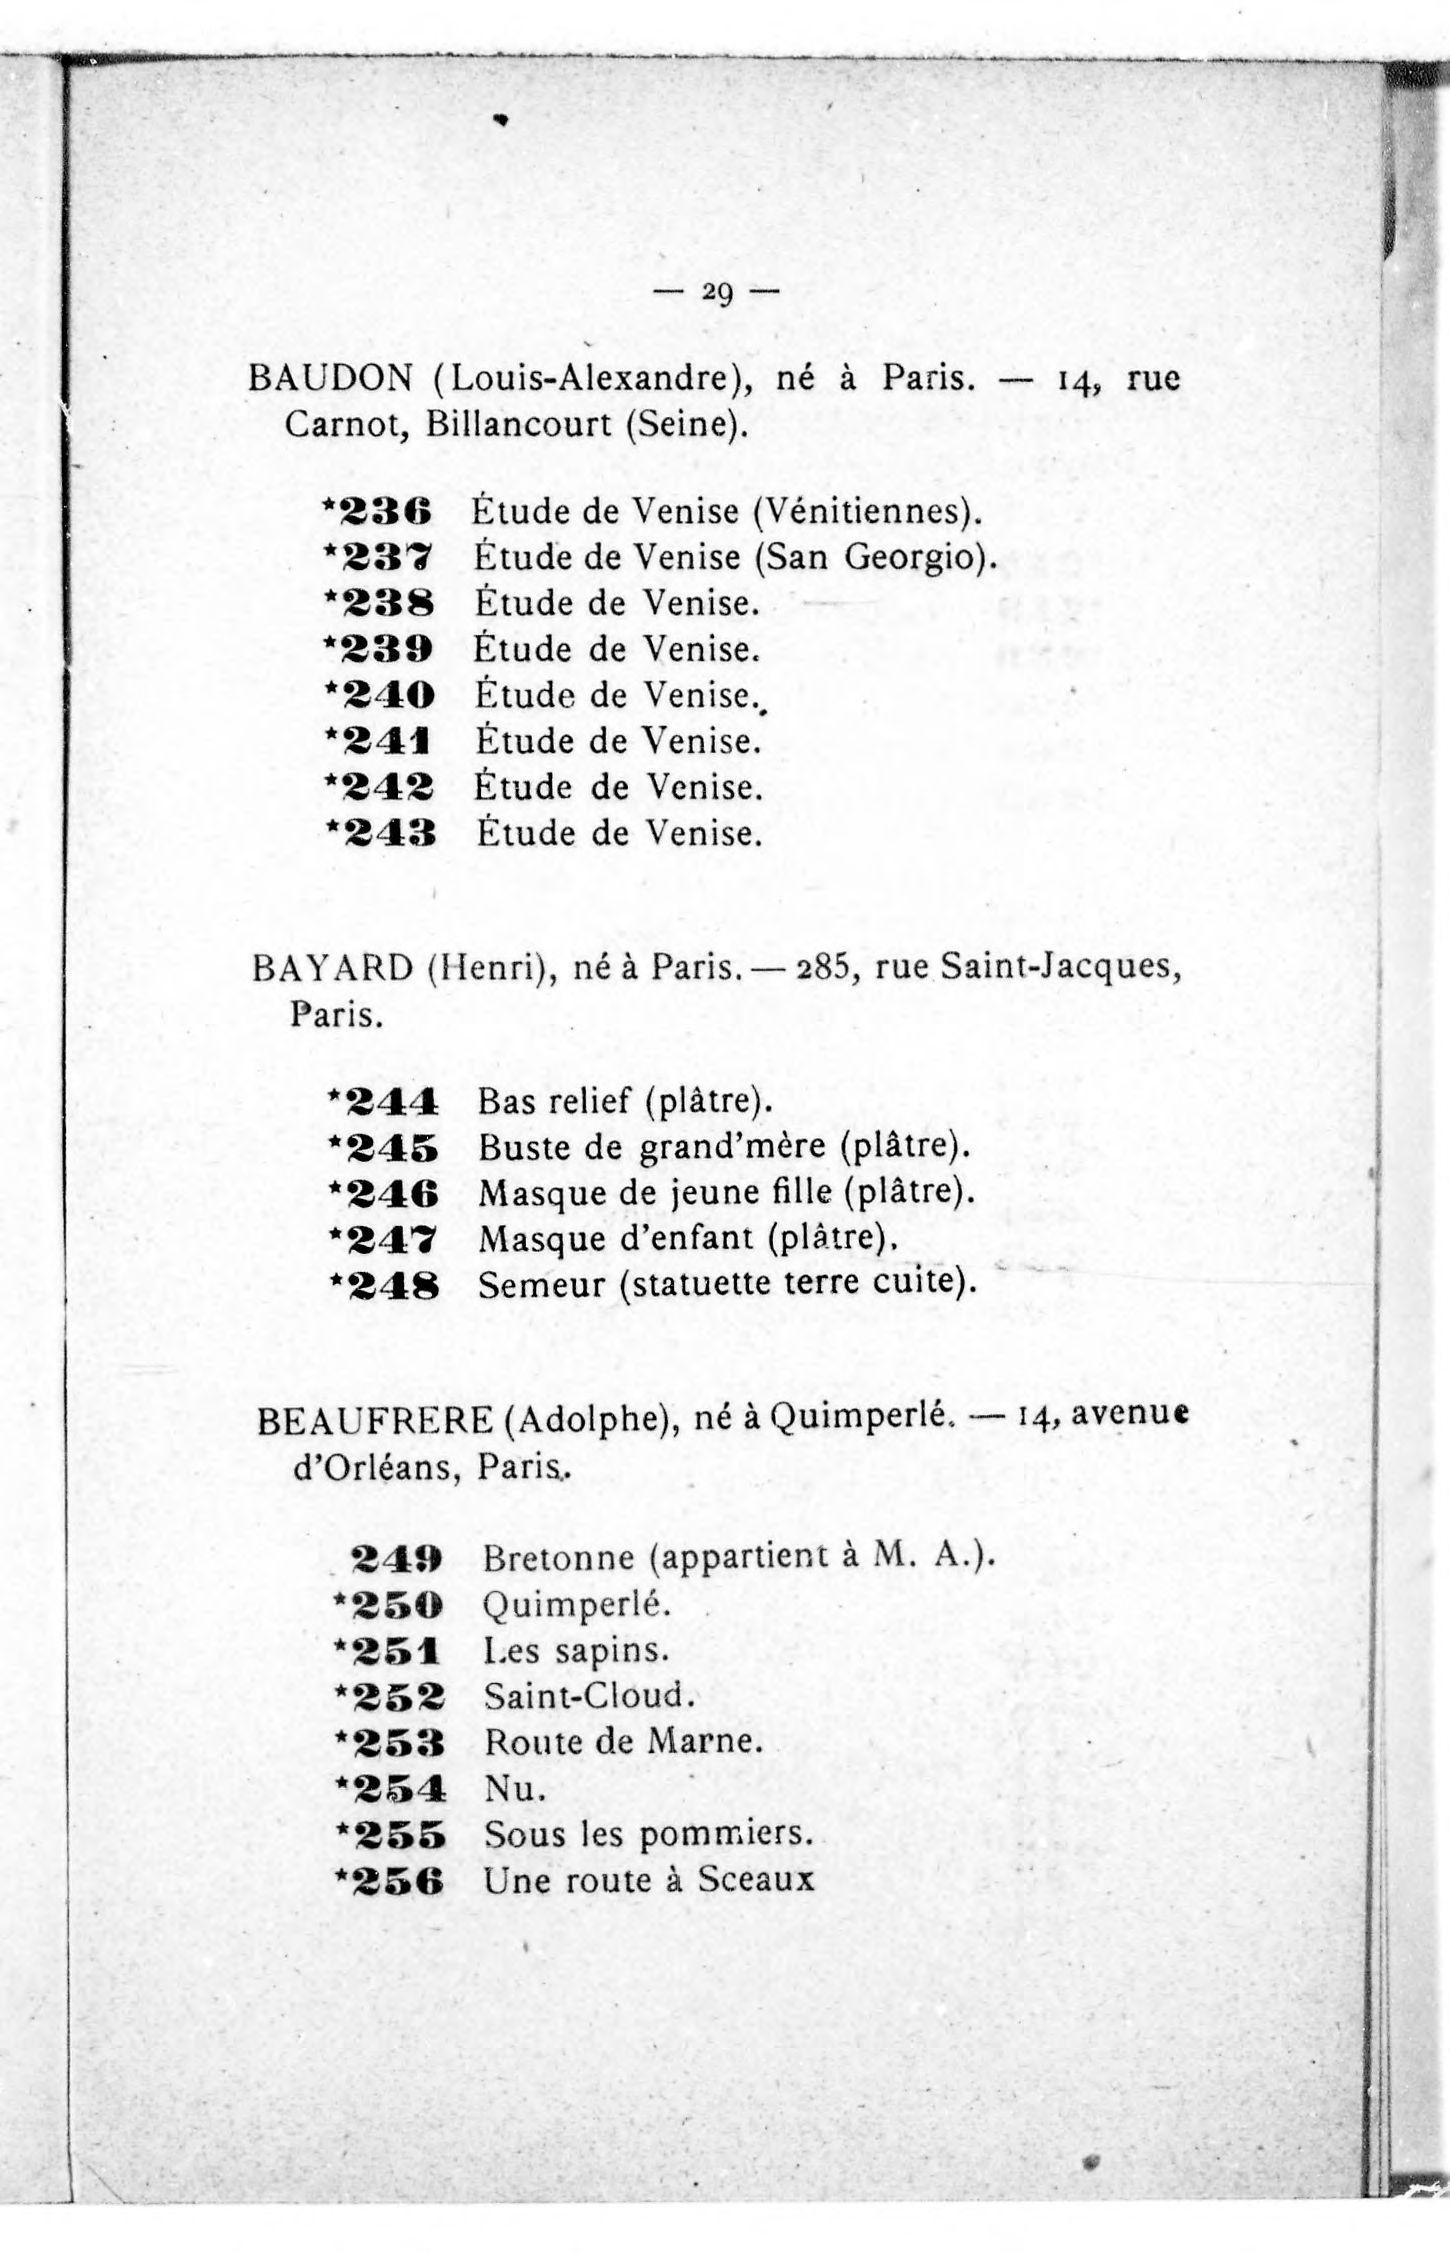 — 29 —
BAUDON (Louis-Alexandre), né à Paris. — 14, rue
Carnot, Billancourt (Seine).
*236 Étude de Venise (Vénitiennes).
*237 Étude de Venise (San Georgio).
*238 Étude de Venise.
*239 Étude de Venise.
*240 Étude de Venise.
*241 Étude de Venise.
*242 Étude de Venise.
*243 Étude de Venise.
BAYARD (Henri), né à Paris. — 285, rue Saint-Jacques,
Paris.
*244 Bas relief (plâtre).
*245 Buste de grand'mère (plâtre).
*246 Masque de jeune fille (plâtre).
*247 Masque d'enfant (plâtre).
*248 Semeur (statuette terre cuite).
BEAUFRERE (Adolphe), né à Quimperlé. — 14, avenue
d'Orléans, Paris.
249 Bretonne (appartient à M. A.).
*250 Quimperlé.
*251 Les sapins.
*252 Saint-Cloud.
*253 Route de Marne.
*254 Nu.
*255 Sous les pommiers.
*256 Une route à Sceaux